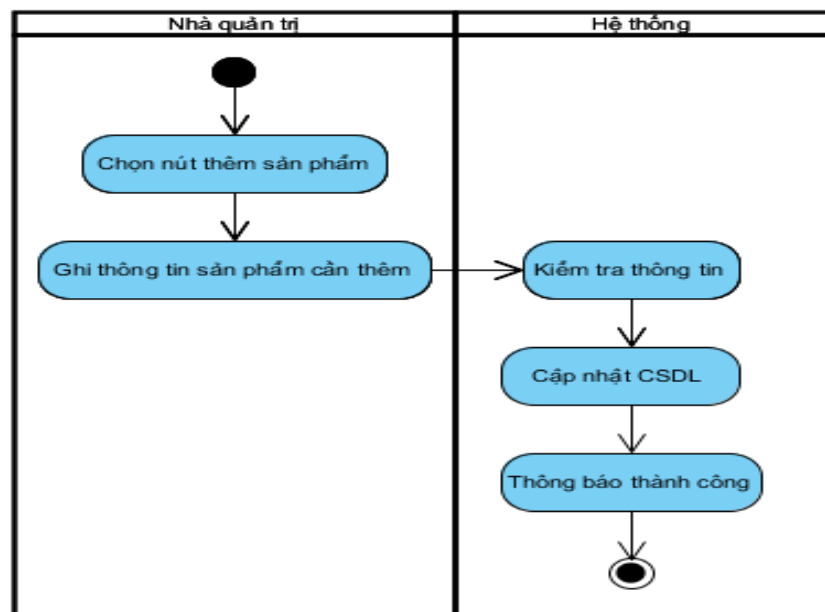 Nhà quản trị
Hệ thống
Chọn nút thêm sản phẩm
Ghi thông tin sản phẩm cần thêm
Kiểm tra thông tin
Cập nhật CSDL
Thông báo thành công